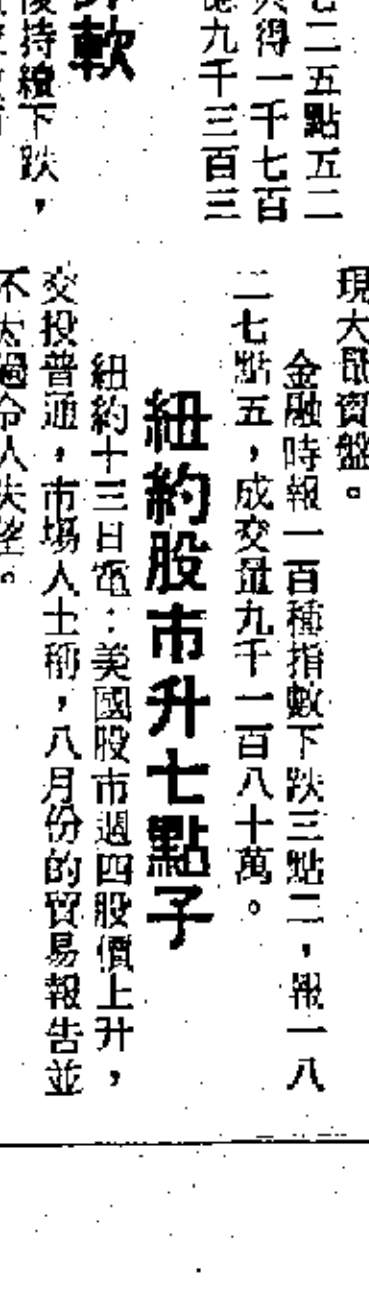 二五點五二
得一千七百
九千三百三
軟
持續下跌，
現大戶賣盤。
金融時報一百種指數下跌三點二，報一八
二七點五，成交量九千一百八十萬。
紐約股市升七點子
紐約十三日電：美國股市週四股價上升，
交投普通，市場人士稱，八月份的貿易報告並
不太過令人失望。